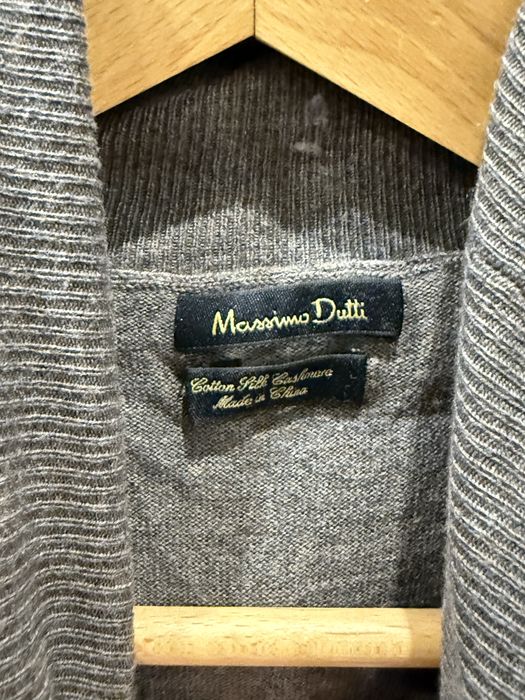 Massimo Dutti
Cotton Silk Cashmere
Made in China